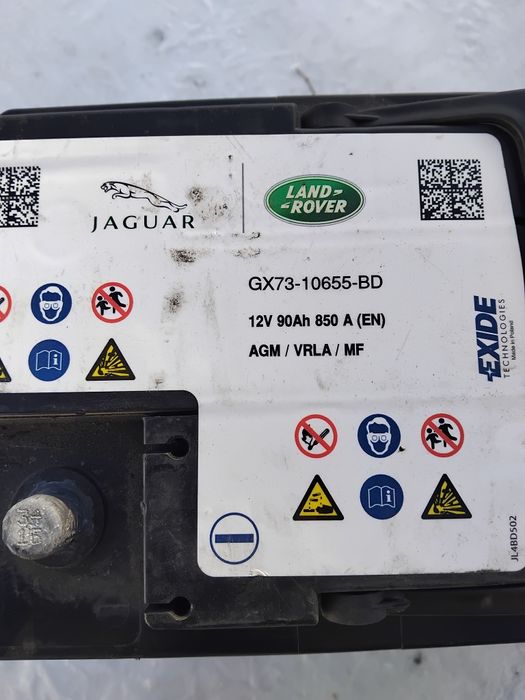 JAGUAR
LAND-
-ROVER
GX73-10655-BD
12V 90Ah 850 A (EN)
AGM / VRLA / MF
EXIDE
TECHNOLOGIES
Made in Poland
JL4BD502